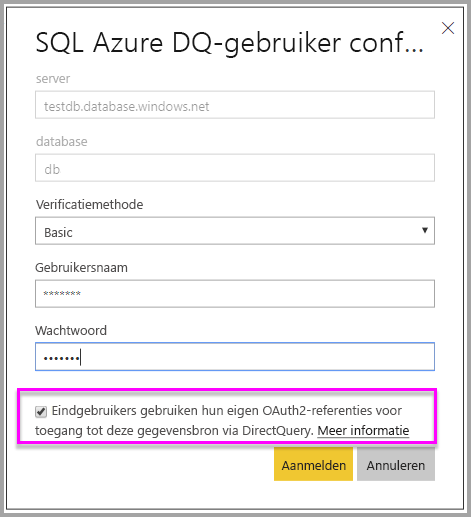 SQL Azure DQ-gebruiker conf...
server
testdb.database.windows.net
database
db
Verificatiemethode
Basic
Gebruikersnaam
*******
Wachtwoord
•••••••
Eindgebruikers gebruiken hun eigen OAuth2-referenties voor
toegang tot deze gegevensbron via DirectQuery. Meer informatie
Aanmelden Annuleren